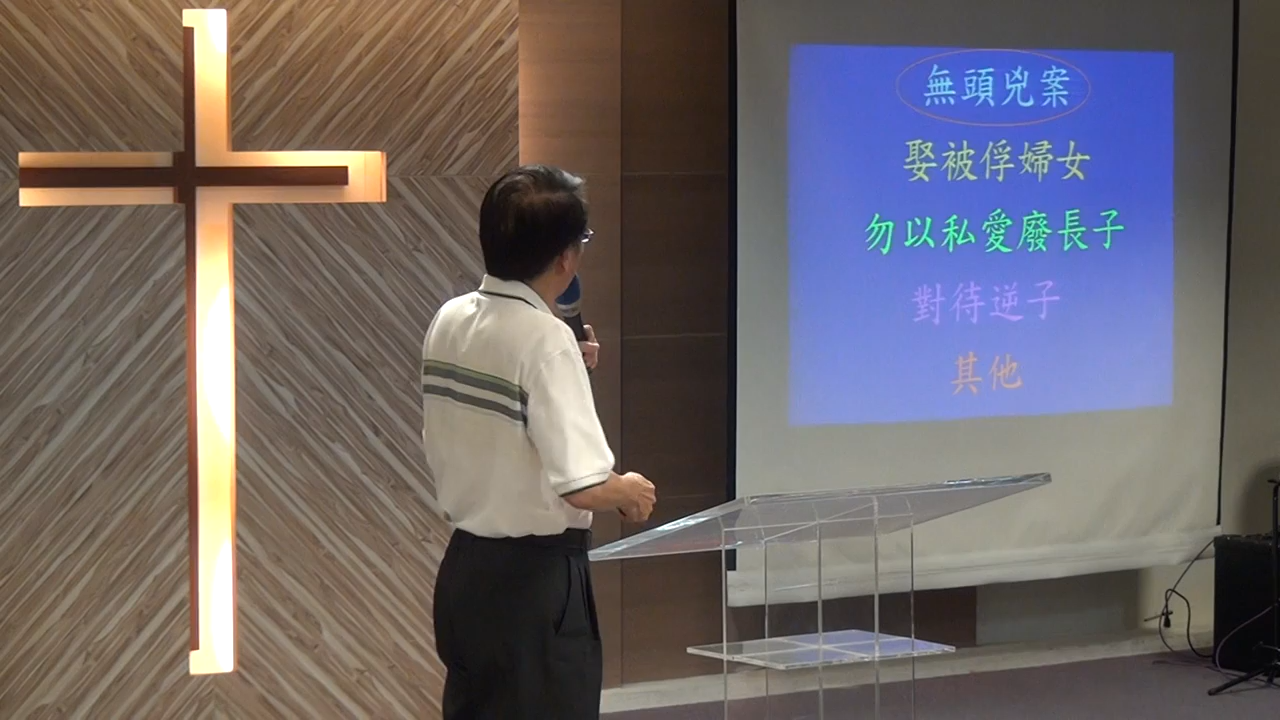 無頭兇案
娶被俘婦女
勿以私愛廢長子
對待逆子
其他